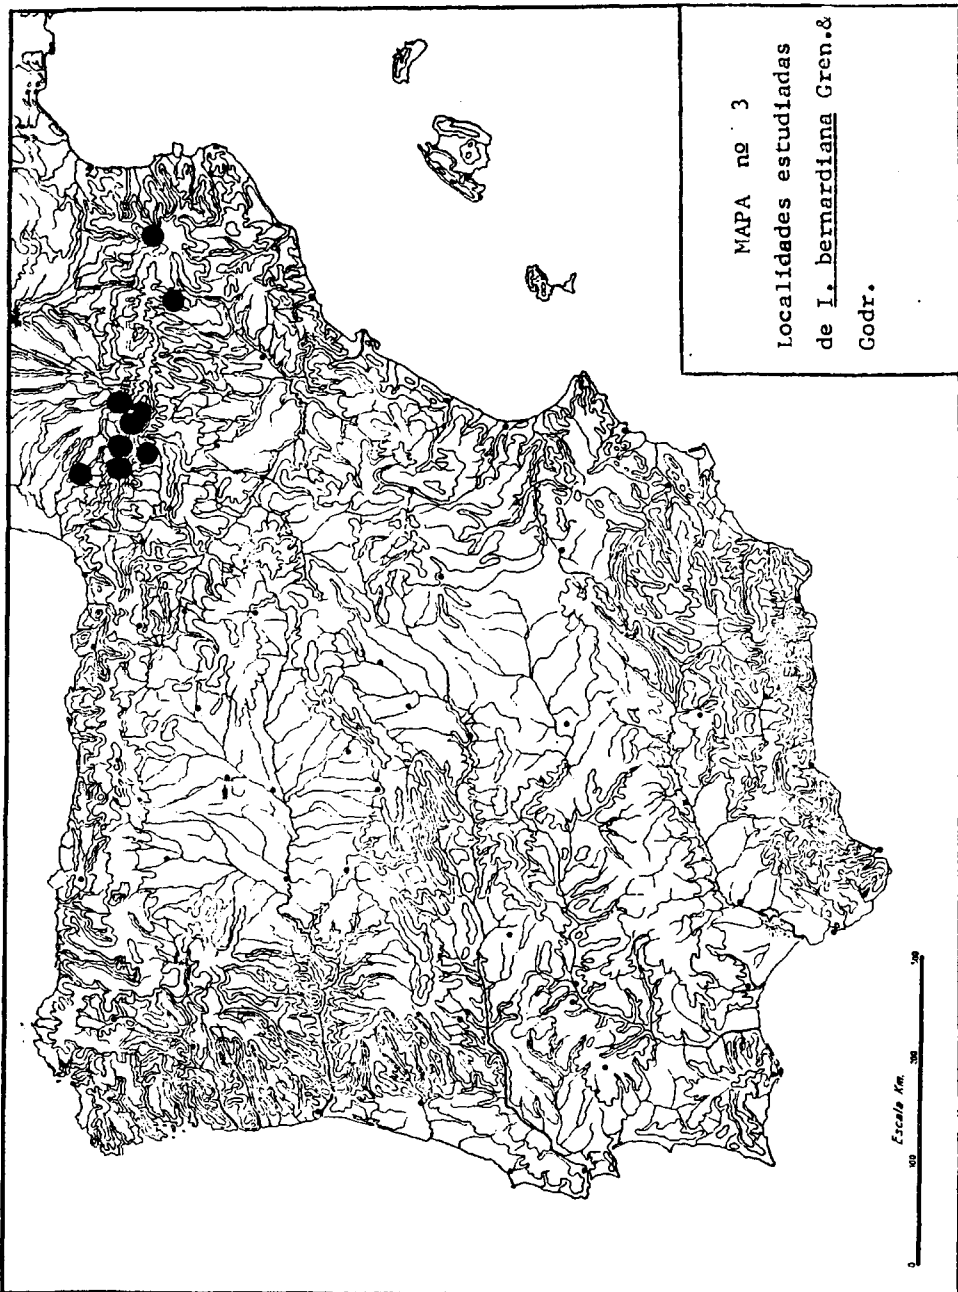 MAPA nº 3
Localidades estudiadas
de I. bernardiana Gren.&
Godr.
Escala Km.
0 100 200 300